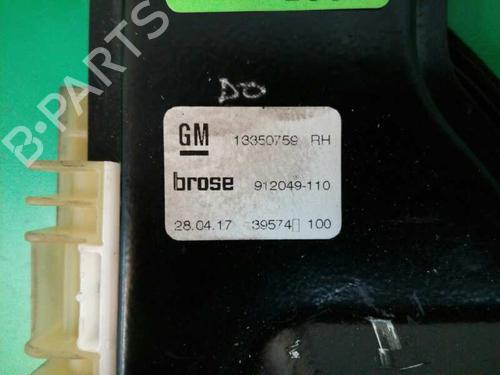 DO
GM 13350759 RH
brose 912049-110
28.04.17 39574 100
B-PARTS